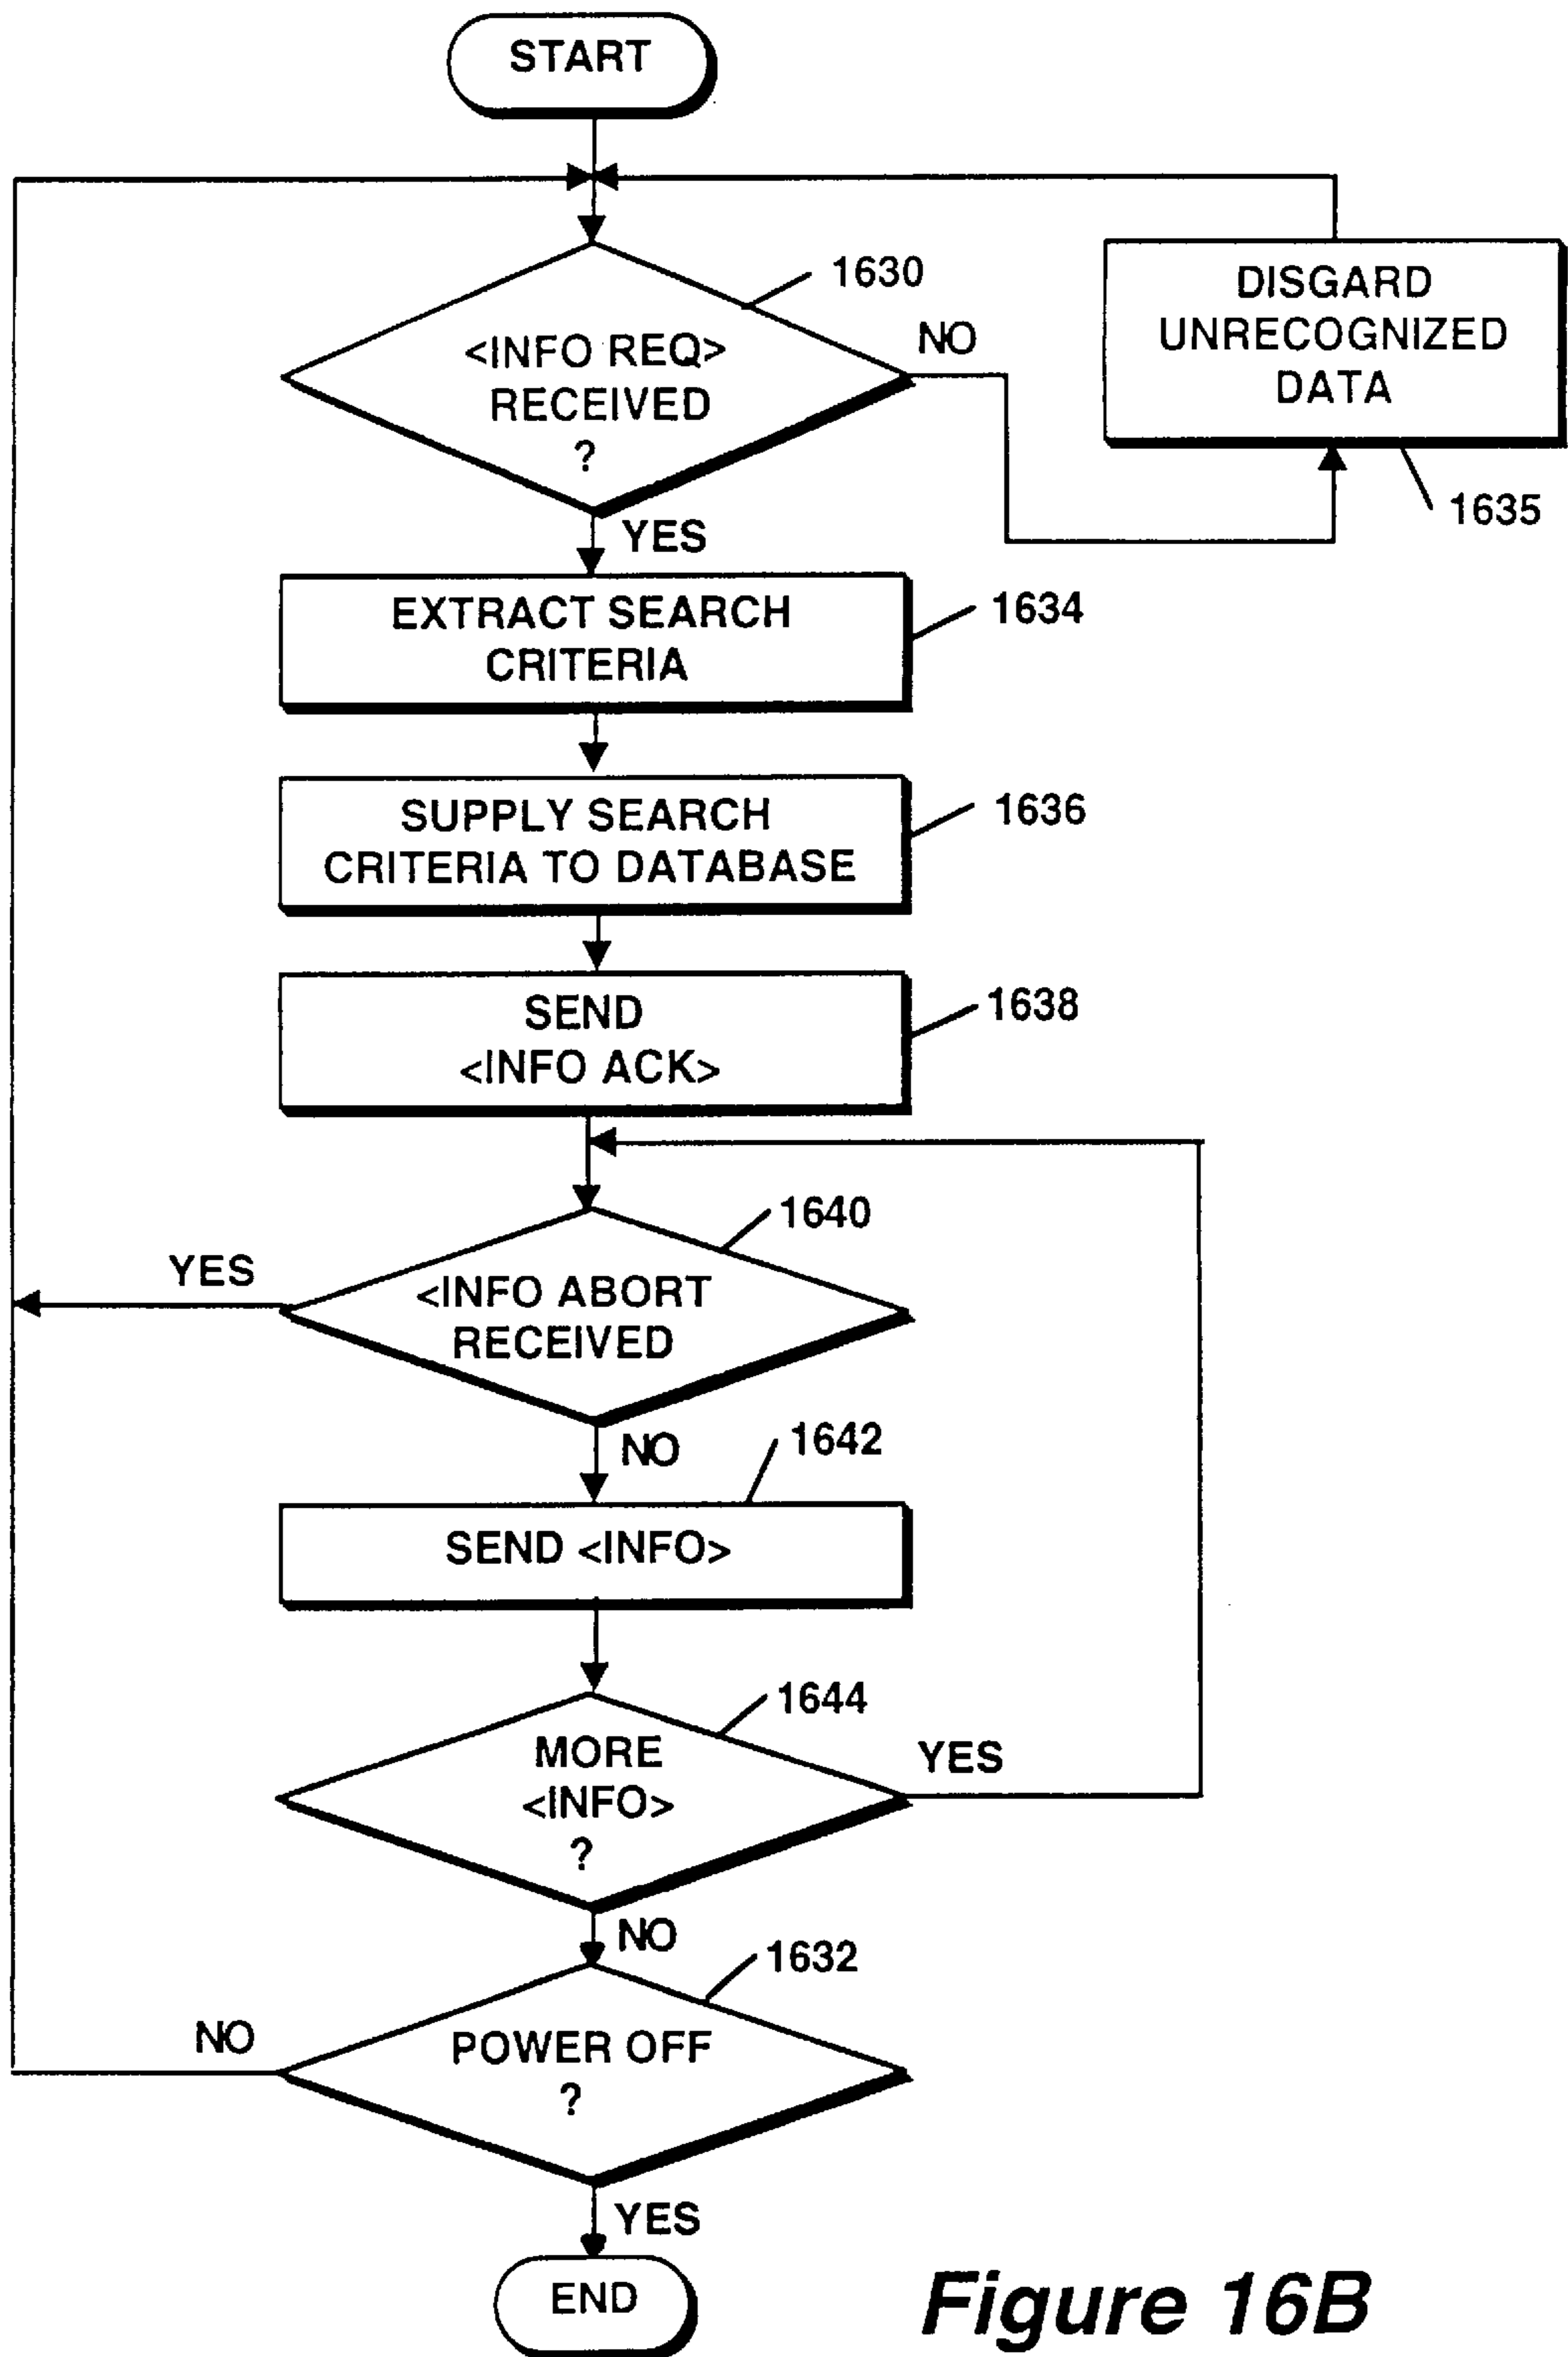 START
1630
<INFO REQ>
RECEIVED
?
NO
DISGARD
UNRECOGNIZED
DATA
1635
YES
EXTRACT SEARCH
CRITERIA
1634
SUPPLY SEARCH
CRITERIA TO DATABASE
1636
SEND
<INFO ACK>
1638
1640
YES
<INFO ABORT
RECEIVED
NO
1642
SEND <INFO>
1644
MORE
<INFO>
?
YES
NO
1632
NO
POWER OFF
?
YES
END
Figure 16B